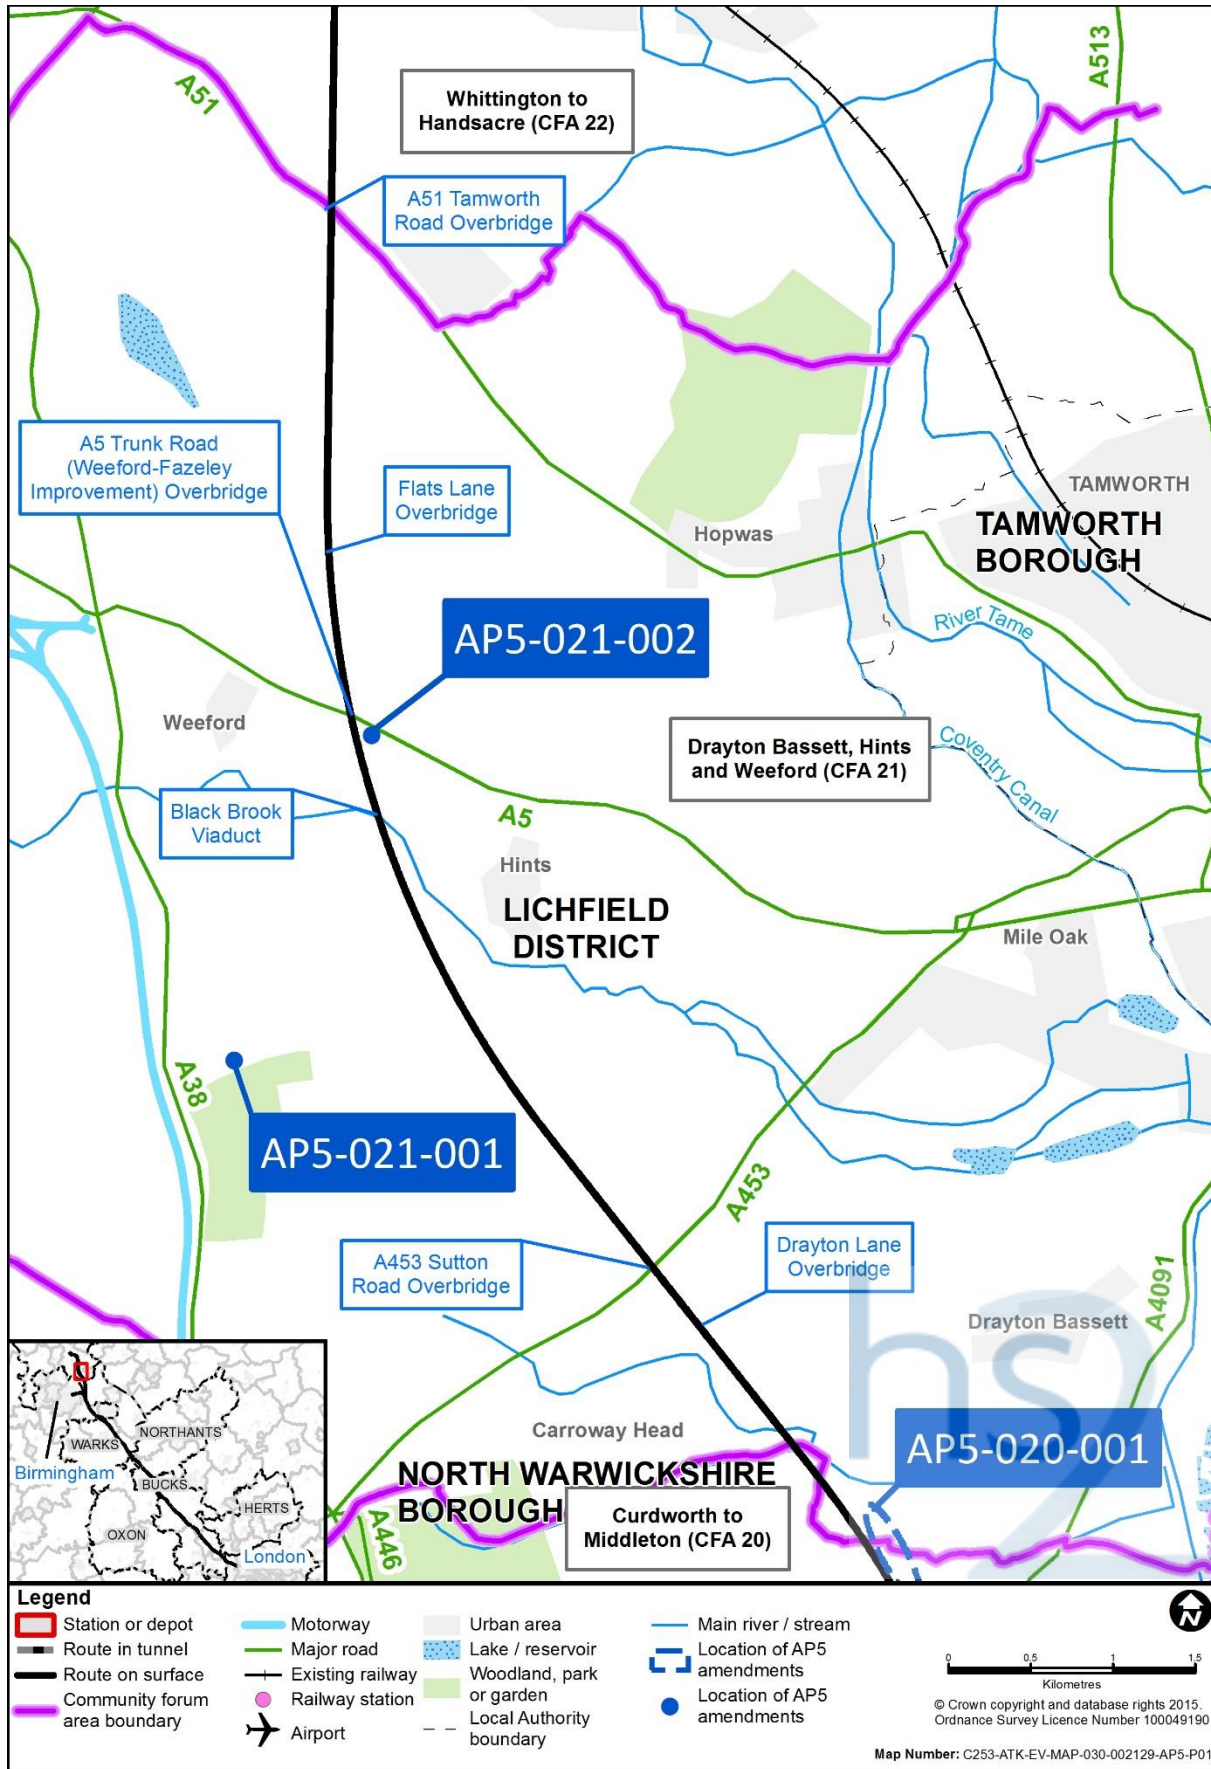 A51
Whittington to
Handsacre (CFA 22)
A513
A51 Tamworth
Road Overbridge
A5 Trunk Road
(Weeford-Fazeley
Improvement) Overbridge
Flats Lane
Overbridge
Hopwas
TAMWORTH
TAMWORTH
BOROUGH
AP5-021-002
River Tame
Weeford
Drayton Bassett, Hints
and Weeford (CFA 21)
Coventry Canal
Black Brook
Viaduct
A5
Hints
LICHFIELD
DISTRICT
Mile Oak
A38
AP5-021-001
A453
A453 Sutton
Road Overbridge
Drayton Lane
Overbridge
hs2
Drayton Bassett
A4091
Carroway Head
AP5-020-001
NORTH WARWICKSHIRE
BOROUGH
Curdworth to
Middleton (CFA 20)
A446
WARKS
NORTHANTS
Birmingham
BUCKS
HERTS
OXON
London
Legend
Station or depot
Route in tunnel
Route on surface
Community forum
area boundary
Motorway
Major road
Existing railway
Railway station
Airport
Urban area
Lake / reservoir
Woodland, park
or garden
Local Authority
boundary
Main river / stream
Location of AP5
amendments
Location of AP5
amendments
N
0 0.5 1 1.5
Kilometres
© Crown copyright and database rights 2015.
Ordnance Survey Licence Number 100049190
Map Number: C253-ATK-EV-MAP-030-002129-AP5-P01